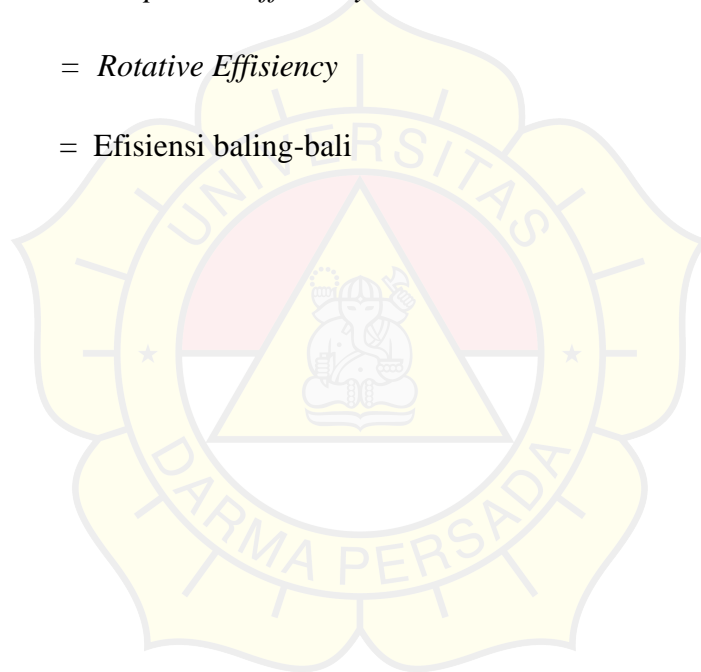 = Rotative Effisiency
= Efisiensi baling-bali
UNIVERSITAS
DARMA PERSADA